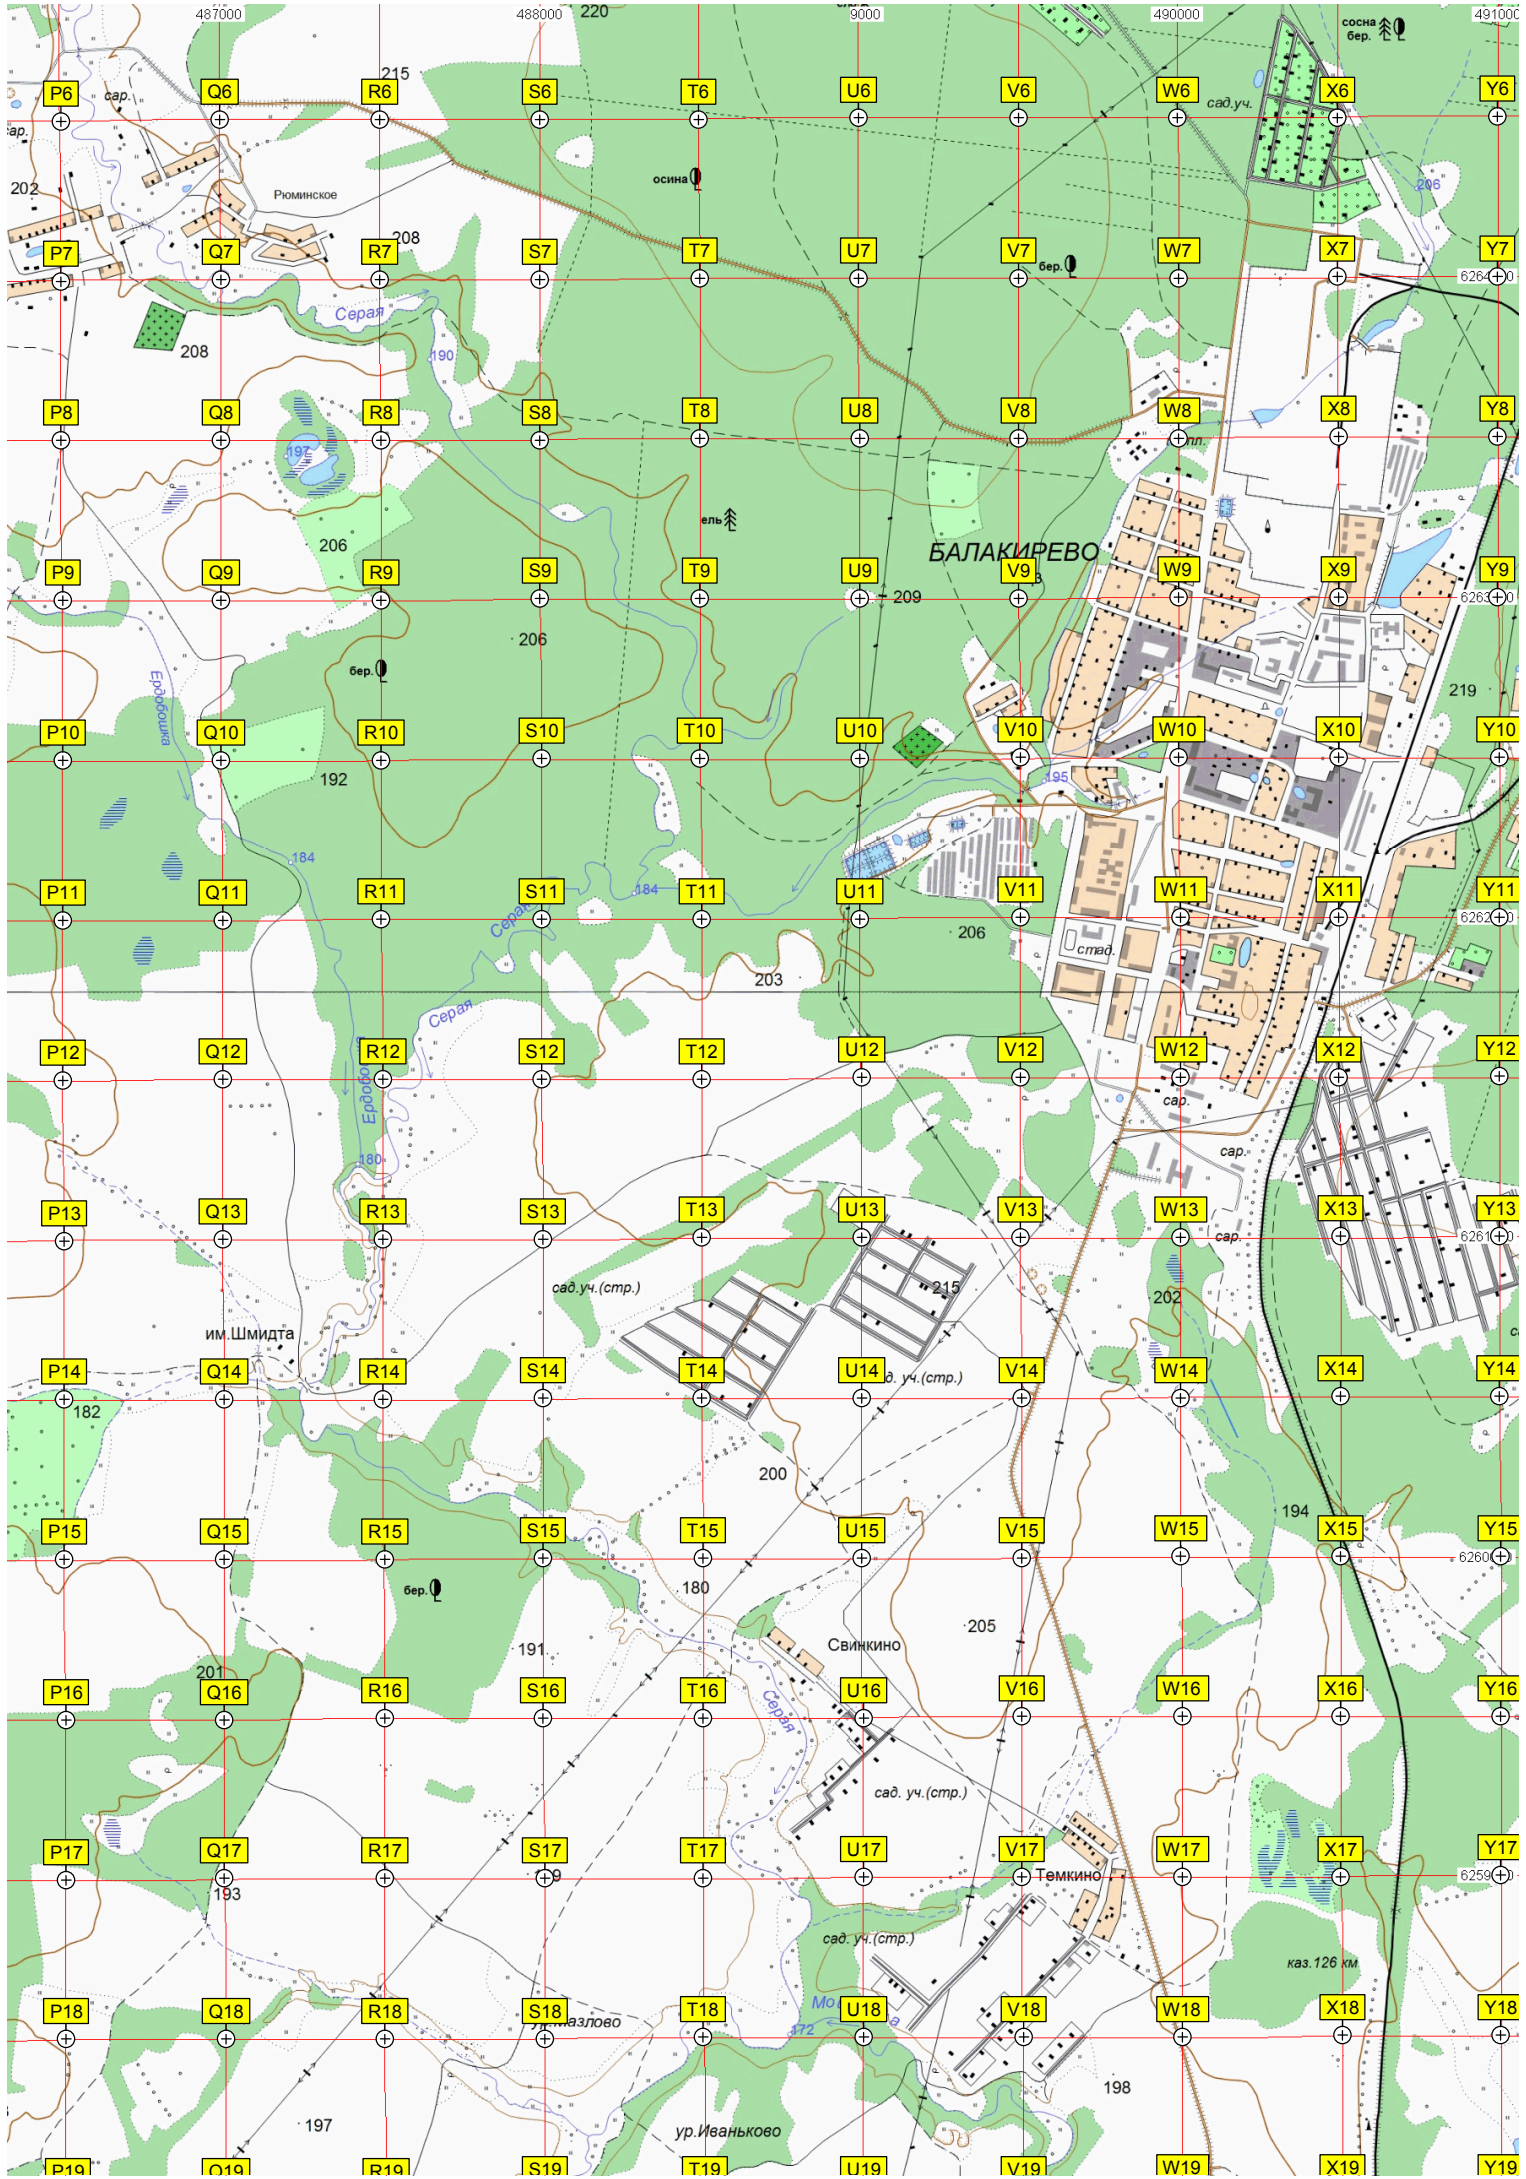 487000 488000 9000 490000 491000
220
сосна
бер.
215
P6 Q6 R6 S6 T6 U6 V6 W6 X6 Y6
сар.
сад.уч.
202
осина
206
Рюминское
208
P7 Q7 R7 S7 T7 U7 V7 W7 X7 Y7
бер.
Серая
208
190
P8 Q8 R8 S8 T8 U8 V8 W8 X8 Y8
197
ель
206
БАЛАКИРЕВО
P9 Q9 R9 S9 T9 U9 V9 W9 X9 Y9
209
206
бер.
Ердобошка
219
P10 Q10 R10 S10 T10 U10 V10 W10 X10 Y10
192
195
184
184
P11 Q11 R11 S11 T11 U11 V11 W11 X11 Y11
Серая
206
стад.
203
Серая
P12 Q12 R12 S12 T12 U12 V12 W12 X12 Y12
сар.
180
сар.
P13 Q13 R13 S13 T13 U13 V13 W13 X13 Y13
сар.
сад.уч.(стр.)
215
202
им.Шмидта
P14 Q14 R14 S14 T14 U14 V14 W14 X14 Y14
д. уч.(стр.)
182
200
194
P15 Q15 R15 S15 T15 U15 V15 W15 X15 Y15
бер.
180
205
191
Свинкино
201
P16 Q16 R16 S16 T16 U16 V16 W16 X16 Y16
Серая
сад. уч.(стр.)
P17 Q17 R17 S17 T17 U17 V17 W17 X17 Y17
Темкино
193
сад. уч.(стр.)
каз.126 км
P18 Q18 R18 S18 T18 U18 V18 W18 X18 Y18
172
198
197
ур.Иваньково
P19 Q19 R19 S19 T19 U19 V19 W19 X19 Y19